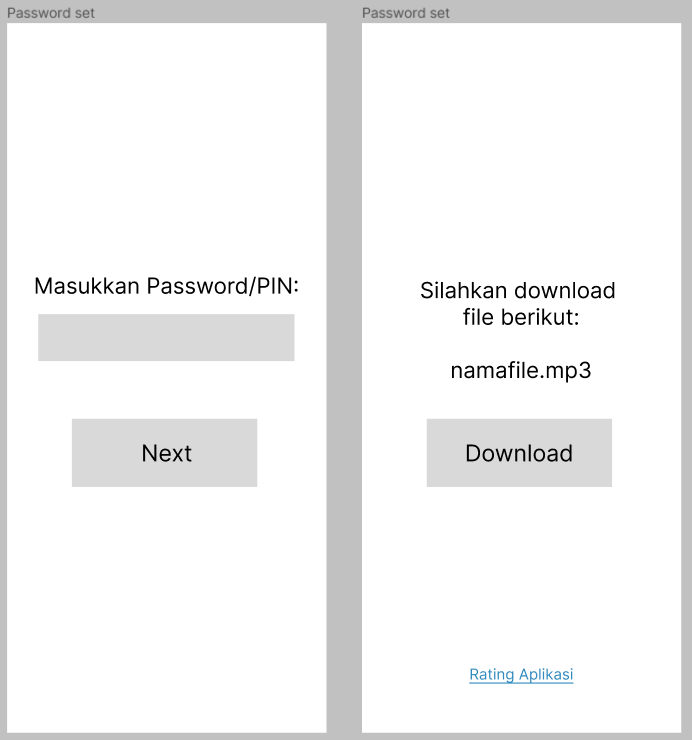 Password set
Masukkan Password/PIN:
Next
Password set
Silahkan download
file berikut:
namafile.mp3
Download
Rating Aplikasi